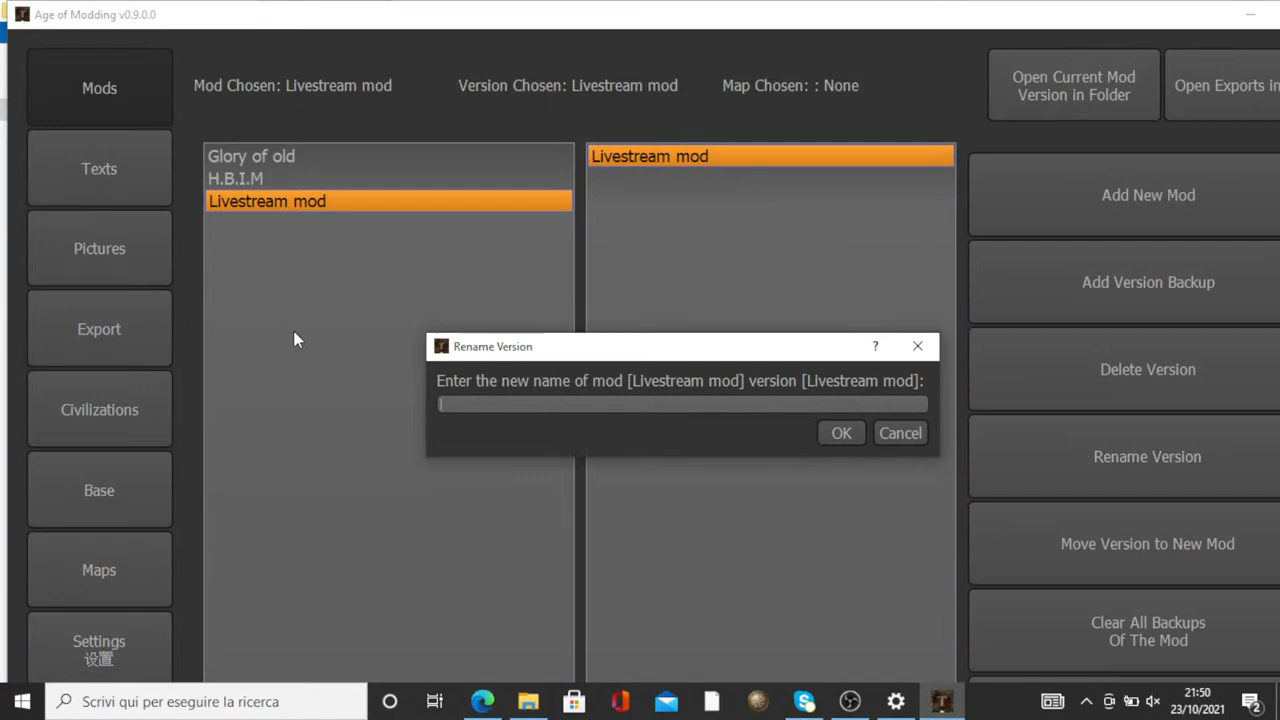 Age of Modding v0.9.0.0
Mods
Mod Chosen: Livestream mod
Version Chosen: Livestream mod
Map Chosen: : None
Open Current Mod
Version in Folder
Open Exports in
Texts
Pictures
Export
Civilizations
Base
Maps
Settings
设置
Glory of old
H.B.I.M
Livestream mod
Livestream mod
Add New Mod
Add Version Backup
Delete Version
Rename Version
Move Version to New Mod
Clear All Backups
Of The Mod
Rename Version
?
Enter the new name of mod [Livestream mod] version [Livestream mod]:
OK
Cancel
Scrivi qui per eseguire la ricerca
21:50
23/10/2021
2